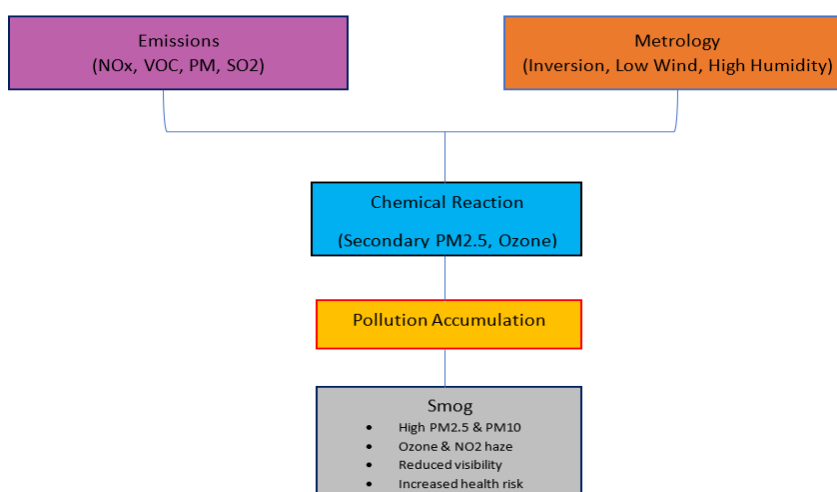 Emissions
(NOx, VOC, PM, SO2)
Metrology
(Inversion, Low Wind, High Humidity)
Chemical Reaction
(Secondary PM2.5, Ozone)
Pollution Accumulation
Smog
• High PM2.5 & PM10
• Ozone & NO2 haze
• Reduced visibility
• Increased health risk